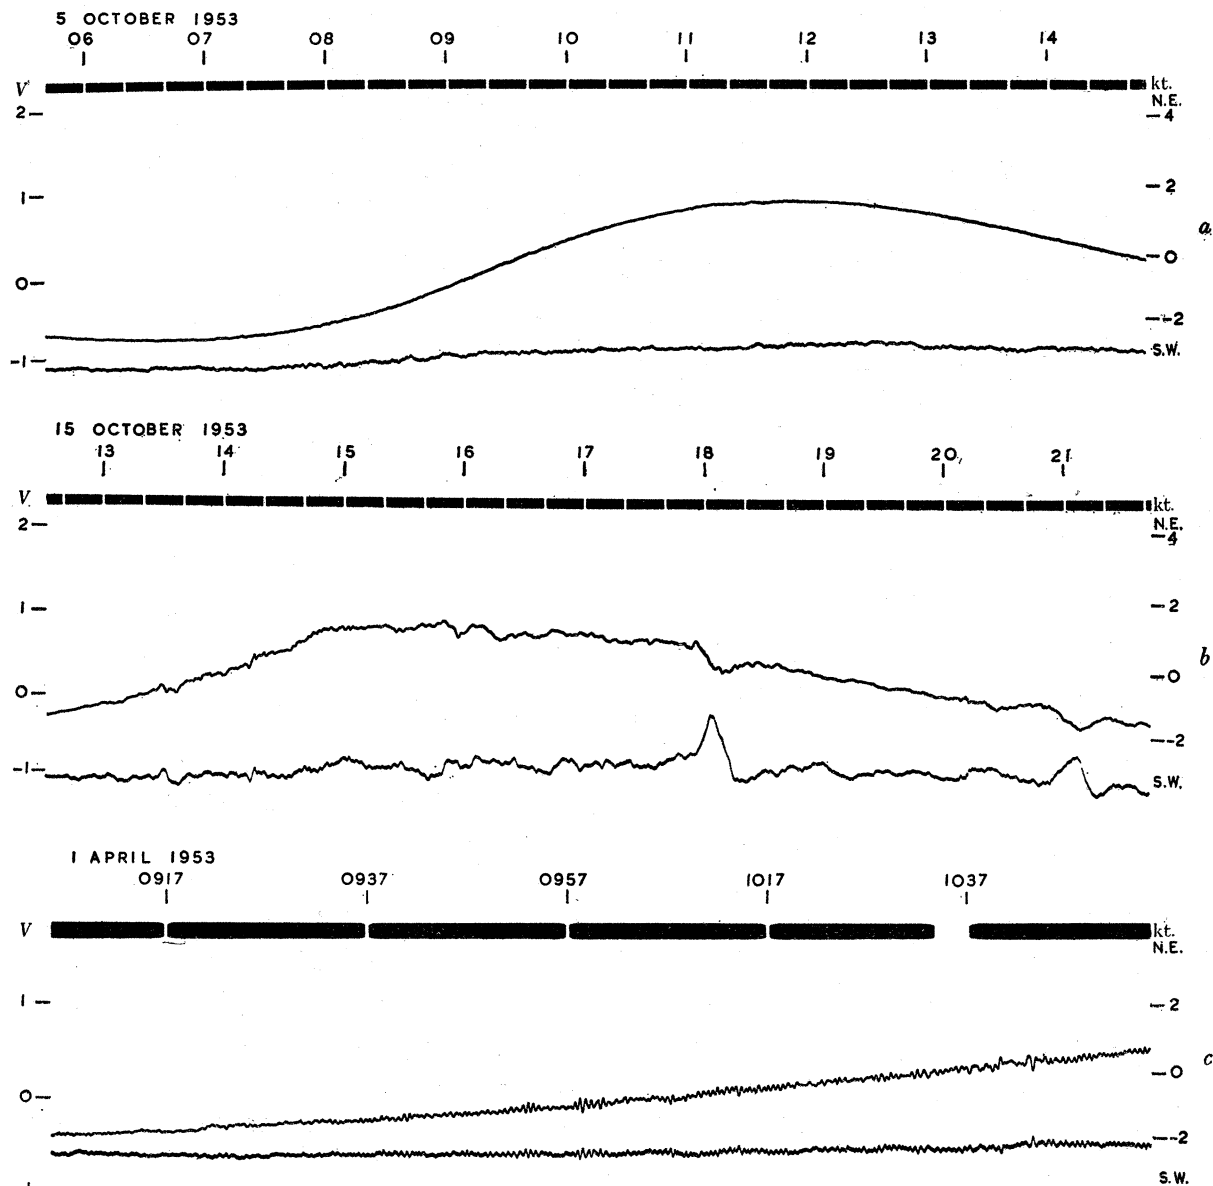 5 OCTOBER 1953
06 07 08 09 10 11 12 13 14
V kt.
N.E.
2 4
1 2
a
0 0
-2
-1 S.W.
15 OCTOBER 1953
13 14 15 16 17 18 19 20 21
V kt.
N.E.
2 4
1 2
b
0 0
-2
-1 S.W.
1 APRIL 1953
0917 0937 0957 1017 1037
V kt.
N.E.
1 2
c
0 0
-2
S.W.